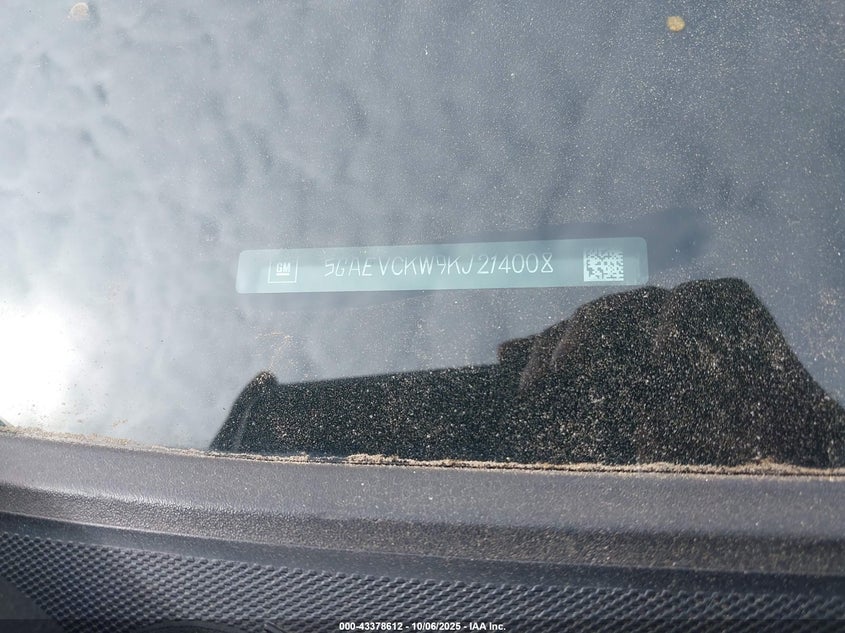 GM 5GAEVCKW9KJ214008
000-43378612 - 10/06/2025 - IAA Inc.